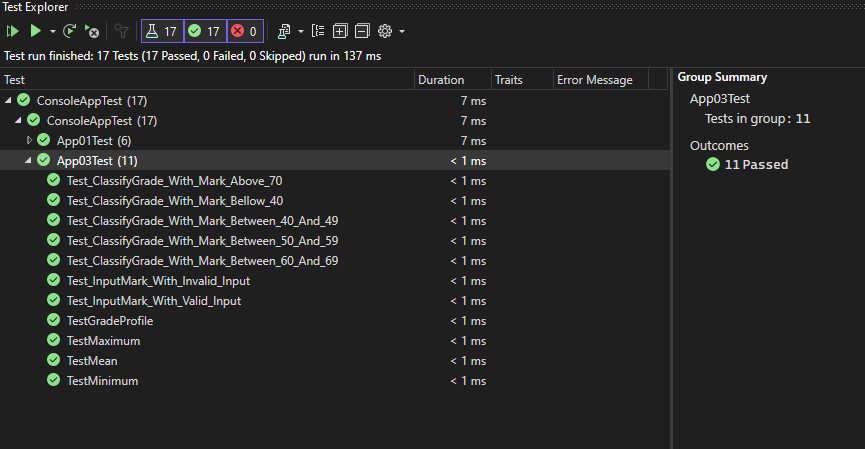 Test Explorer
17 17 0
Test run finished: 17 Tests (17 Passed, 0 Failed, 0 Skipped) run in 137 ms
Test Duration Traits Error Message
ConsoleAppTest (17) 7 ms
ConsoleAppTest (17) 7 ms
App01Test (6) 7 ms
App03Test (11) < 1 ms
Test_ClassifyGrade_With_Mark_Above_70 < 1 ms
Test_ClassifyGrade_With_Mark_Bellow_40 < 1 ms
Test_ClassifyGrade_With_Mark_Between_40_And_49 < 1 ms
Test_ClassifyGrade_With_Mark_Between_50_And_59 < 1 ms
Test_ClassifyGrade_With_Mark_Between_60_And_69 < 1 ms
Test_InputMark_With_Invalid_Input < 1 ms
Test_InputMark_With_Valid_Input < 1 ms
TestGradeProfile < 1 ms
TestMaximum < 1 ms
TestMean < 1 ms
TestMinimum < 1 ms
Group Summary
App03Test
Tests in group: 11
Outcomes
11 Passed